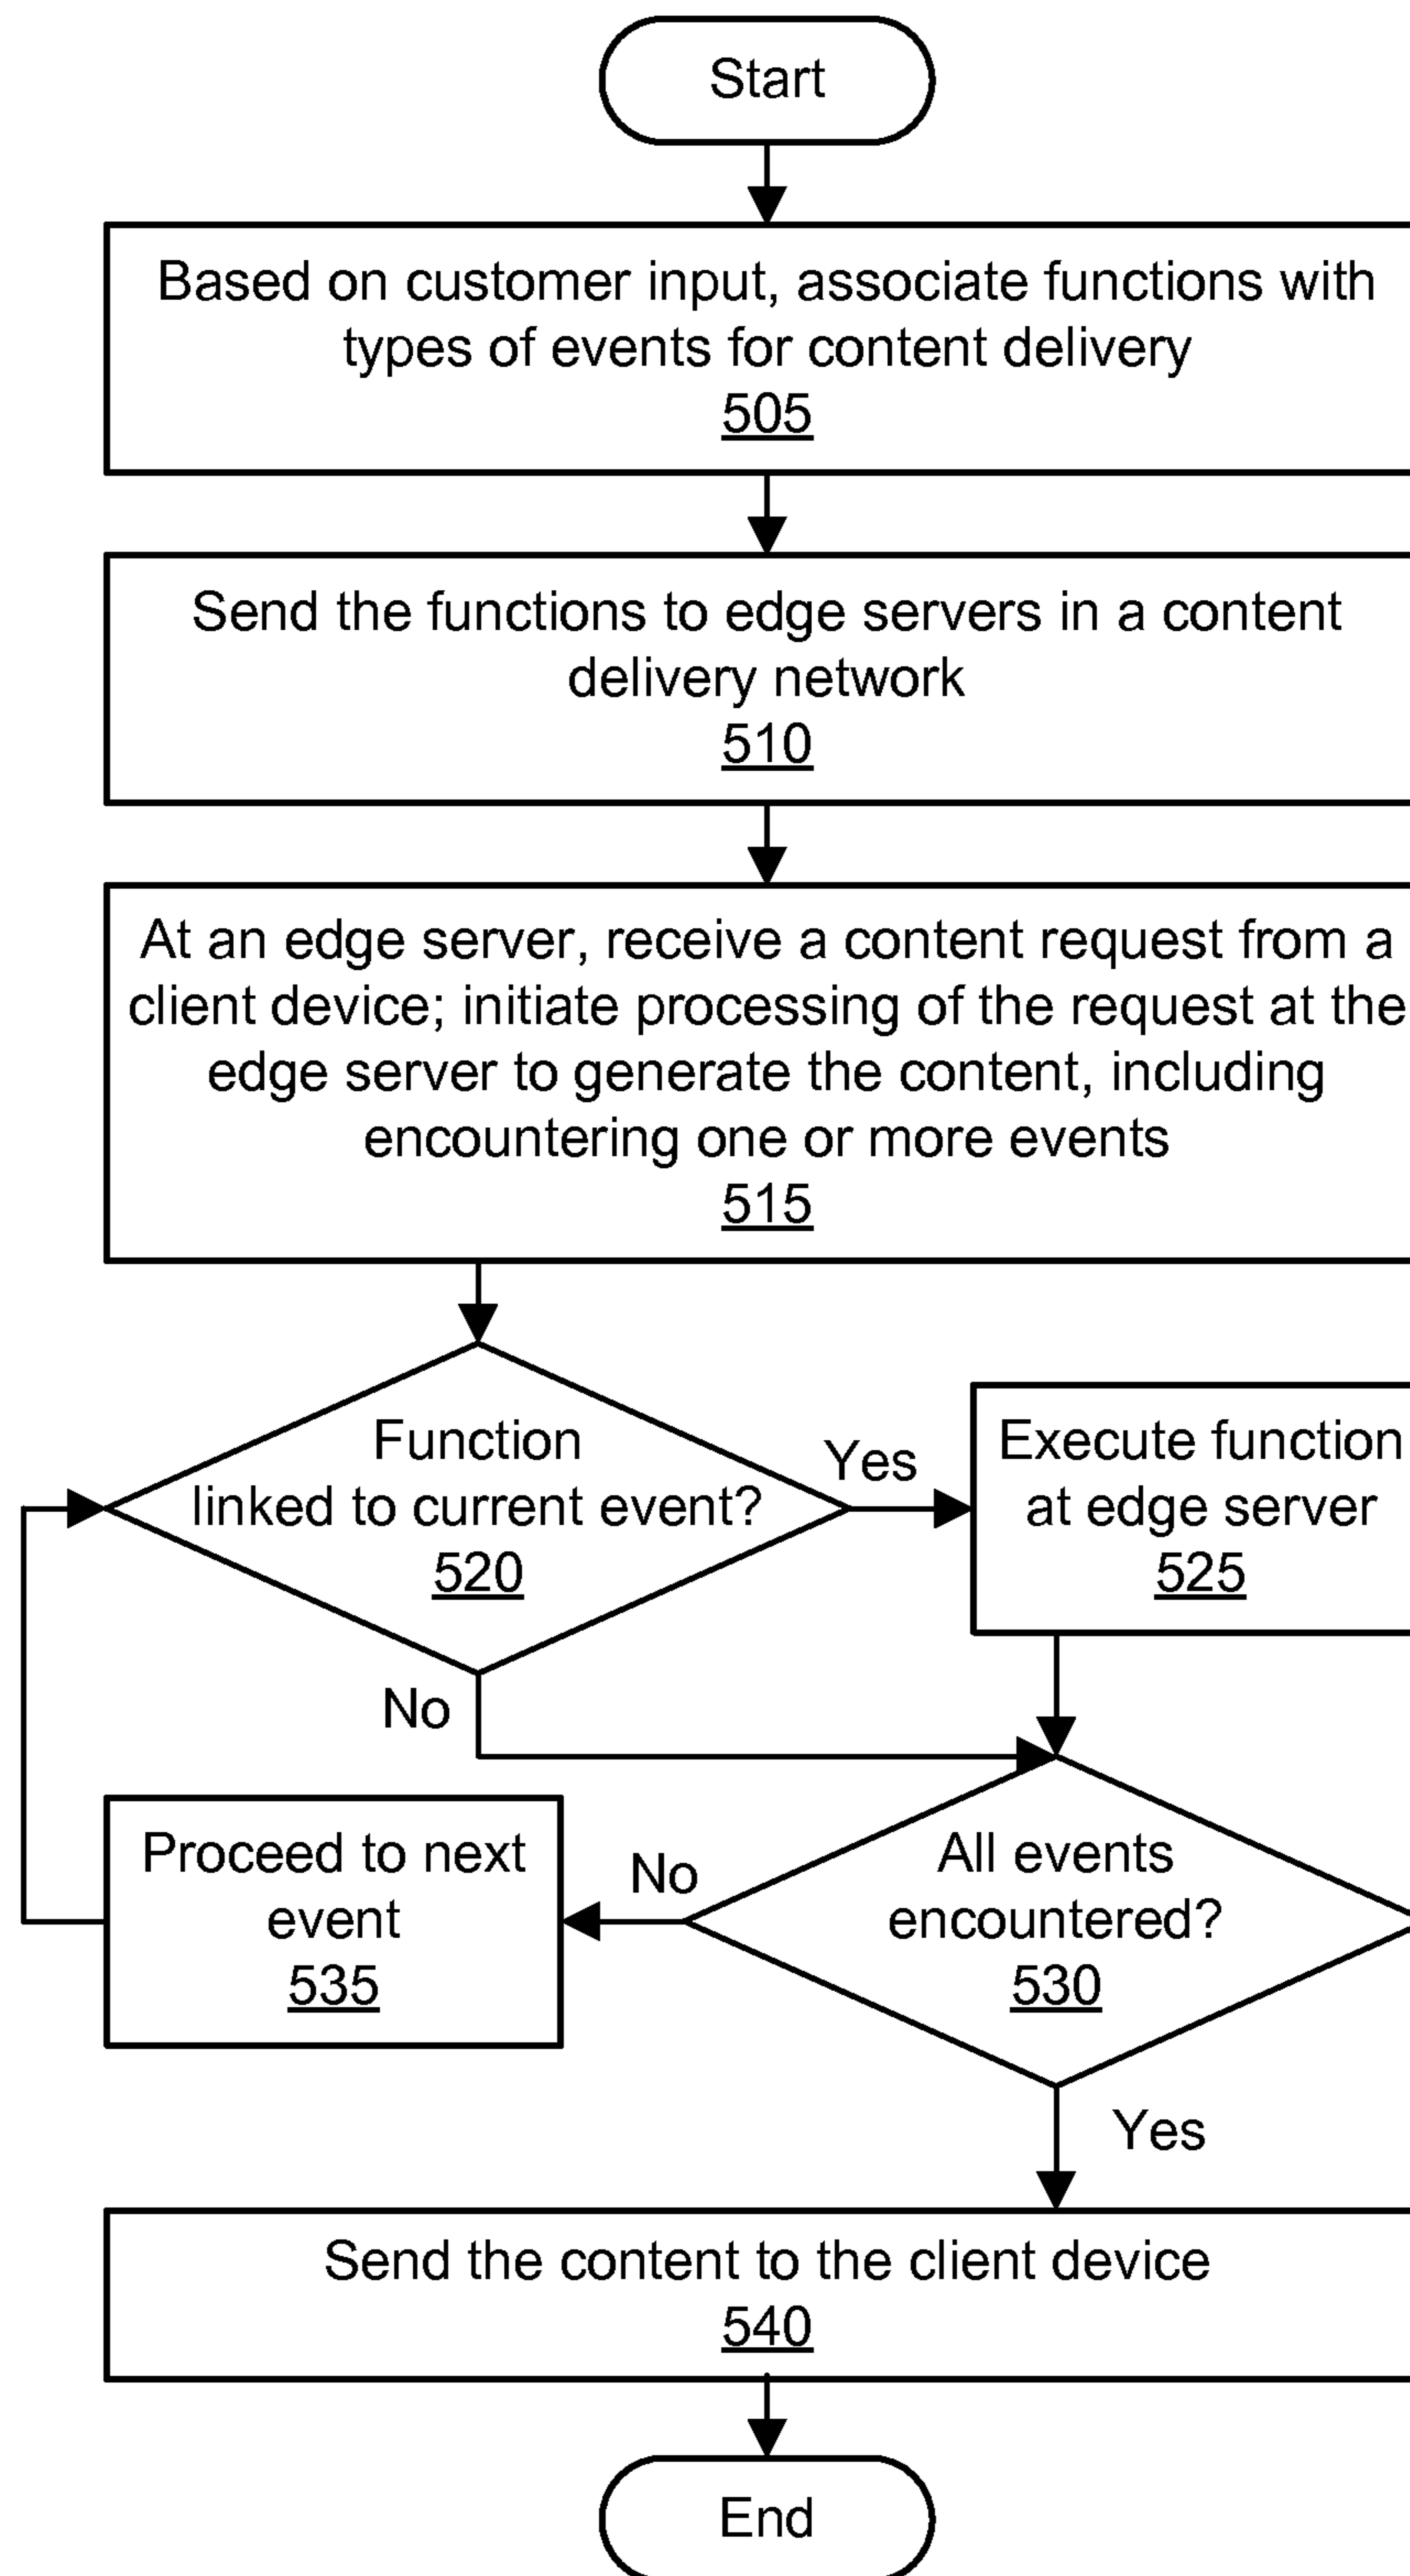 Start
Based on customer input, associate functions with
types of events for content delivery
505
Send the functions to edge servers in a content
delivery network
510
At an edge server, receive a content request from a
client device; initiate processing of the request at the
edge server to generate the content, including
encountering one or more events
515
Function
linked to current event?
520
Yes
Execute function
at edge server
525
No
Proceed to next
event
535
No
All events
encountered?
530
Yes
Send the content to the client device
540
End